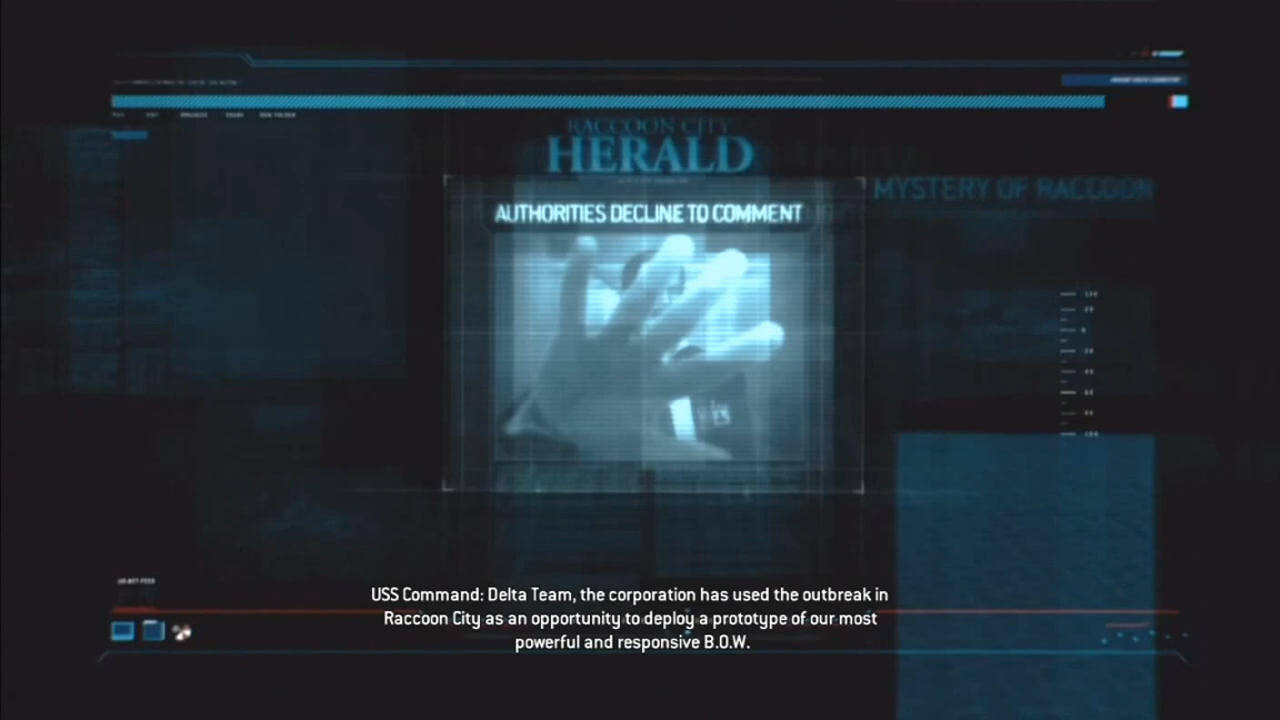 RACCOON CITY
HERALD
MYSTERY OF RACCOON
AUTHORITIES DECLINE TO COMMENT
USS Command: Delta Team, the corporation has used the outbreak in
Raccoon City as an opportunity to deploy a prototype of our most
powerful and responsive B.O.W.